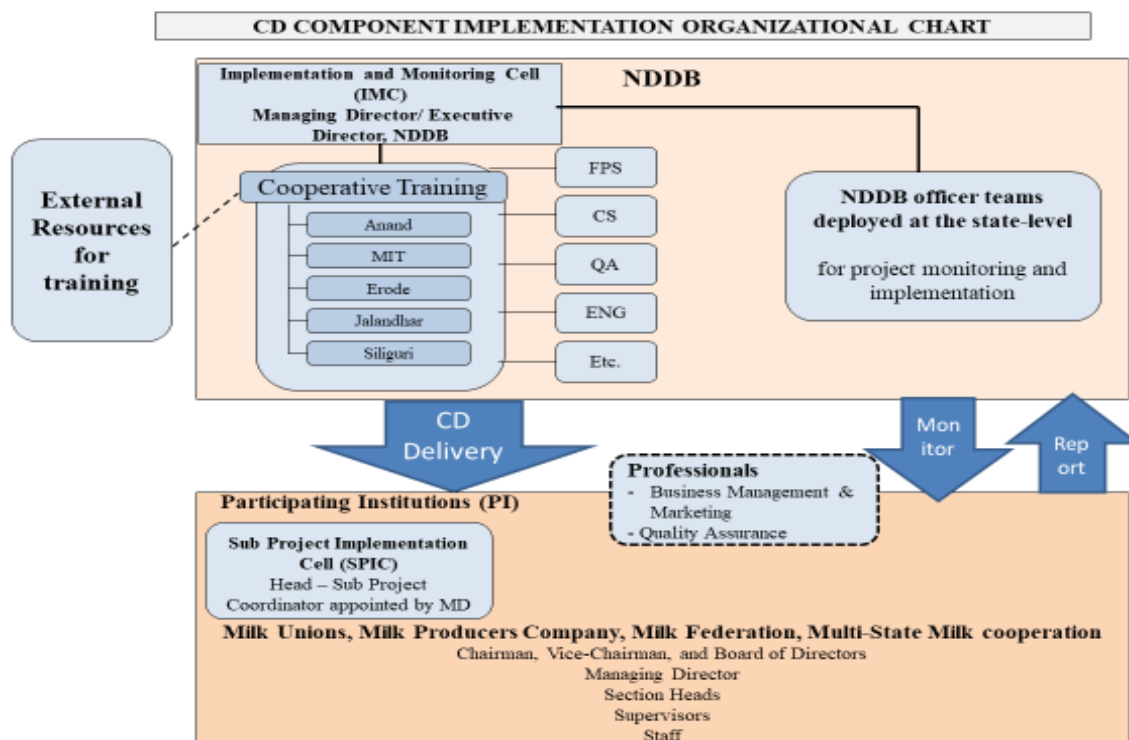 CD COMPONENT IMPLEMENTATION ORGANIZATIONAL CHART
Implementation and Monitoring Cell
(IMC)
Managing Director/ Executive
Director, NDDB
NDDB
External
Resources
for
training
Cooperative Training
Anand
MIT
Erode
Jalandhar
Siliguri
FPS
CS
QA
ENG
Etc.
NDDB officer teams
deployed at the state-level
for project monitoring and
implementation
CD
Delivery
Mon
itor
Rep
ort
Professionals
- Business Management &
Marketing
- Quality Assurance
Participating Institutions (PI)
Sub Project Implementation
Cell (SPIC)
Head – Sub Project
Coordinator appointed by MD
Milk Unions, Milk Producers Company, Milk Federation, Multi-State Milk cooperation
Chairman, Vice-Chairman, and Board of Directors
Managing Director
Section Heads
Supervisors
Staff